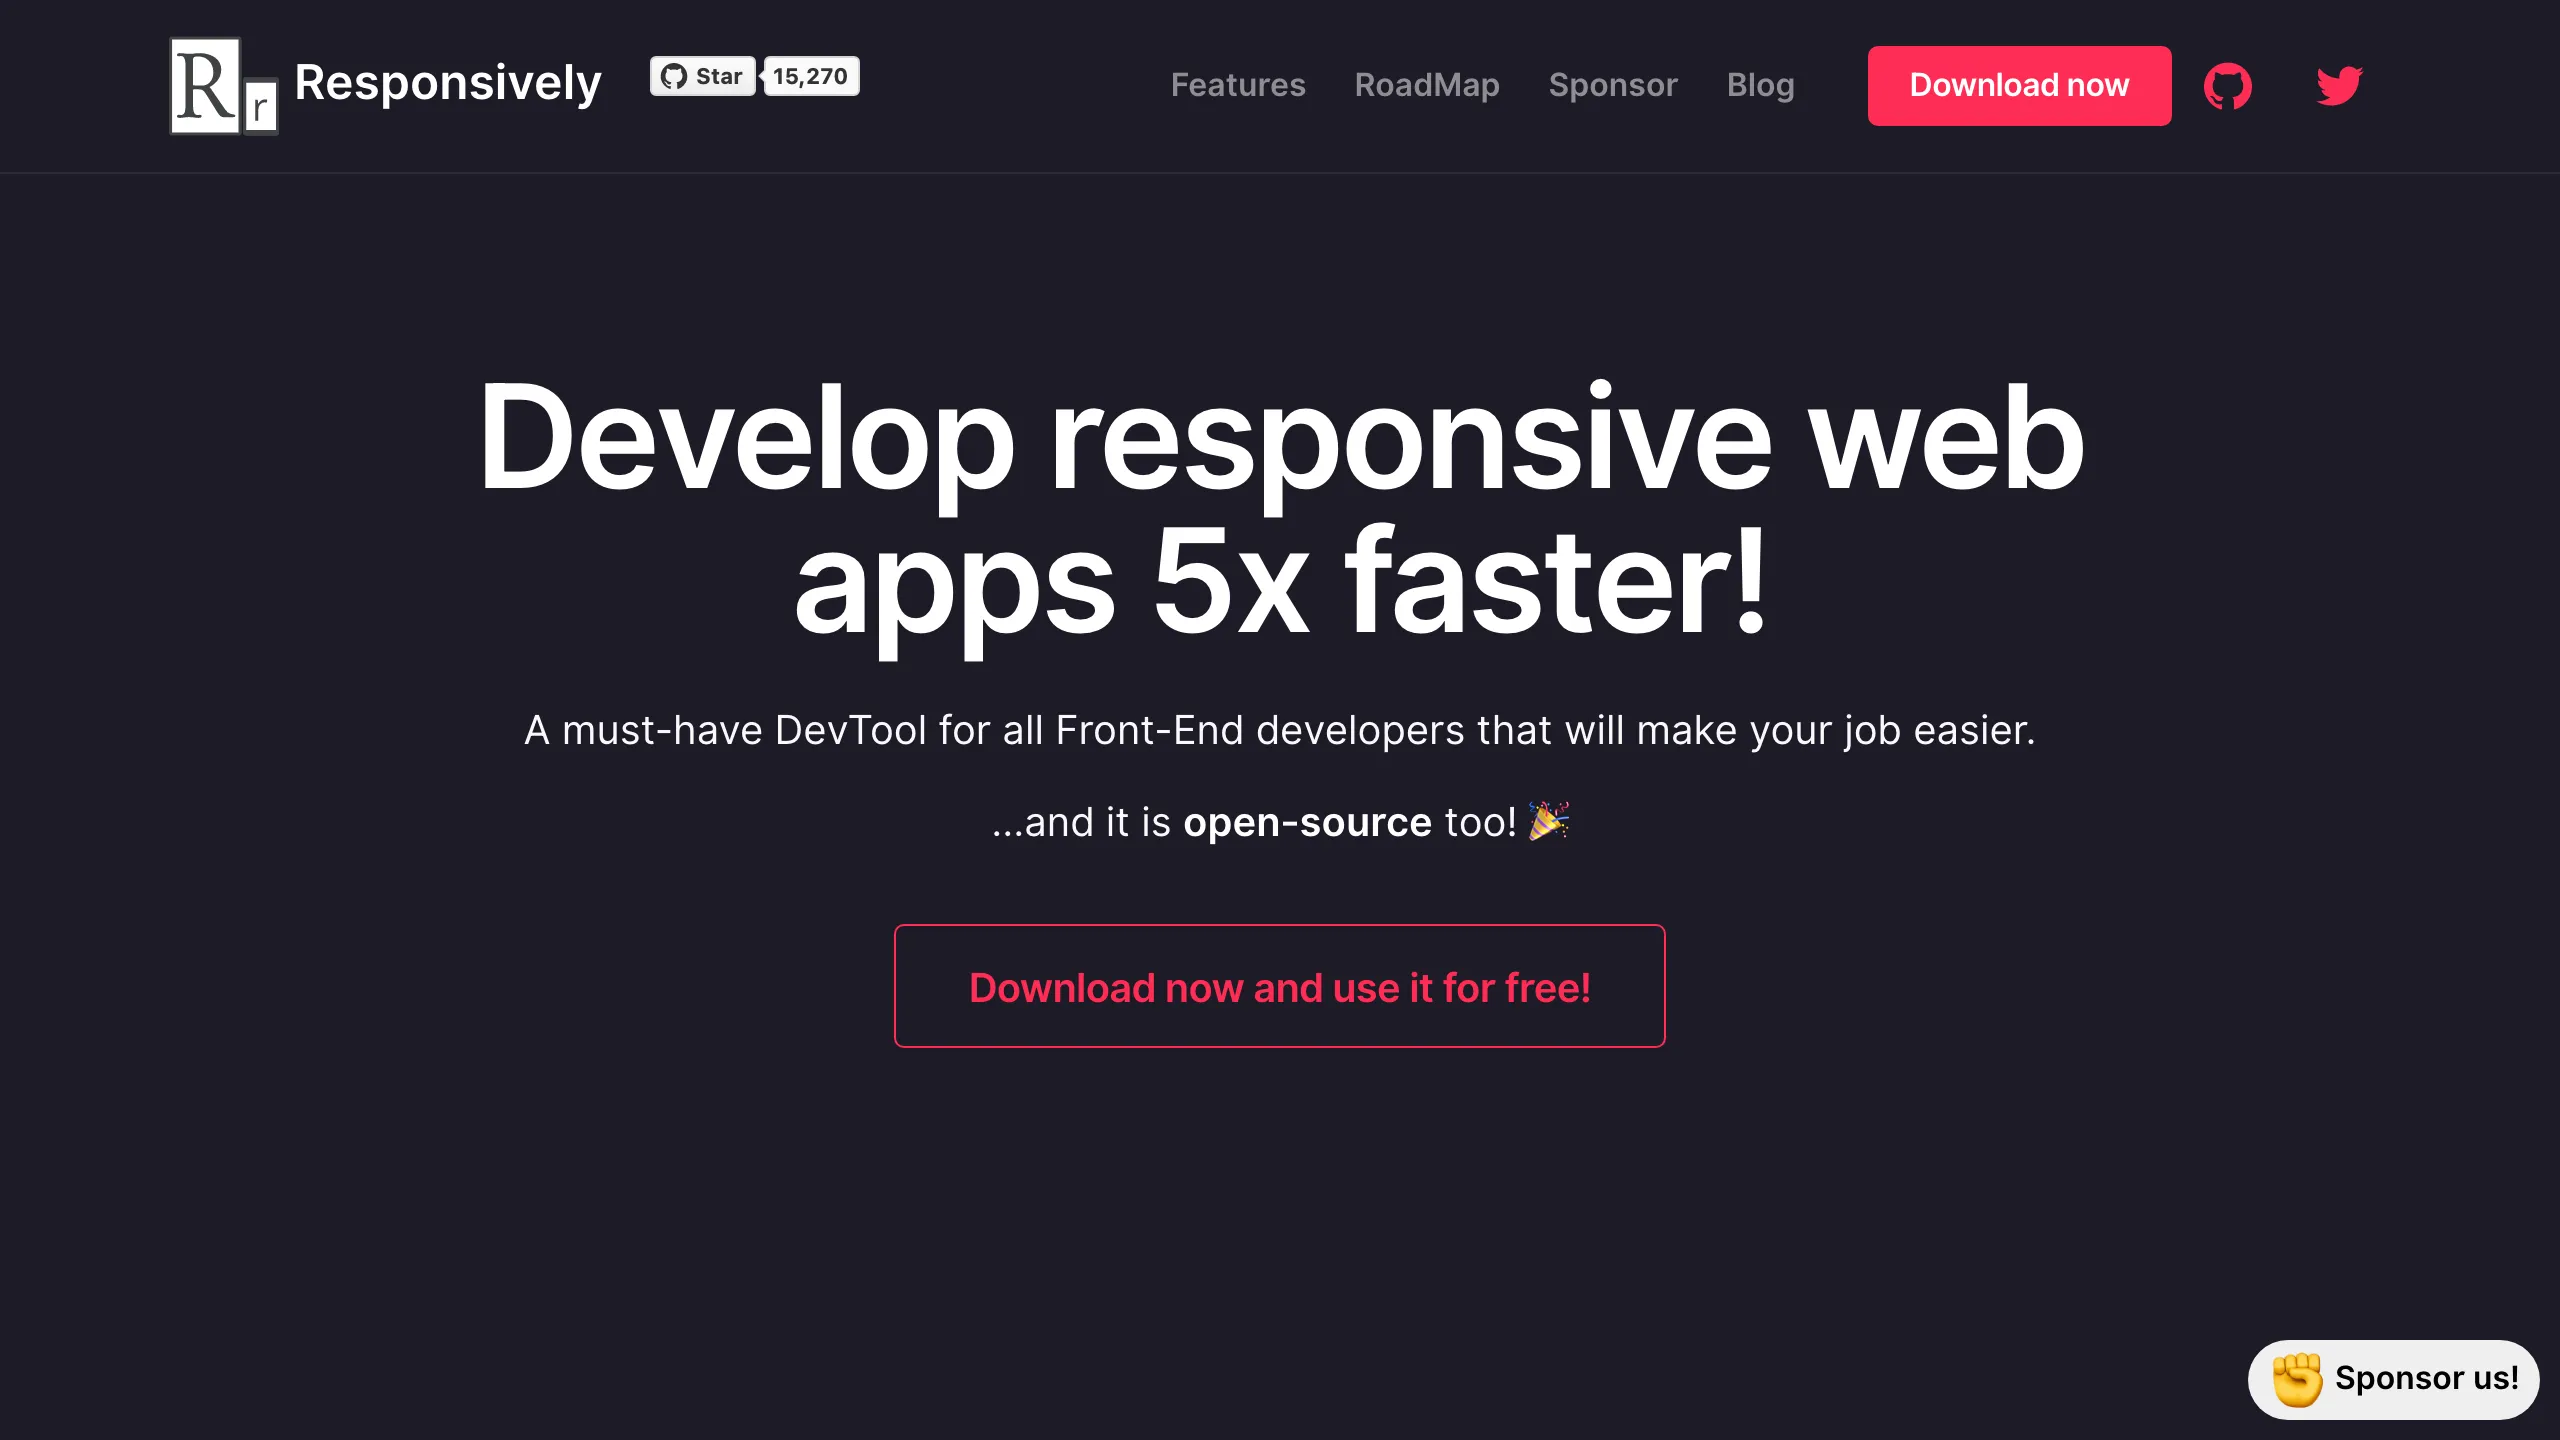 R r Responsively
Star 15,270
Features RoadMap Sponsor Blog Download now
Develop responsive web
apps 5x faster!
A must-have DevTool for all Front-End developers that will make your job easier.
...and it is open-source too! 🎉
Download now and use it for free!
✊ Sponsor us!